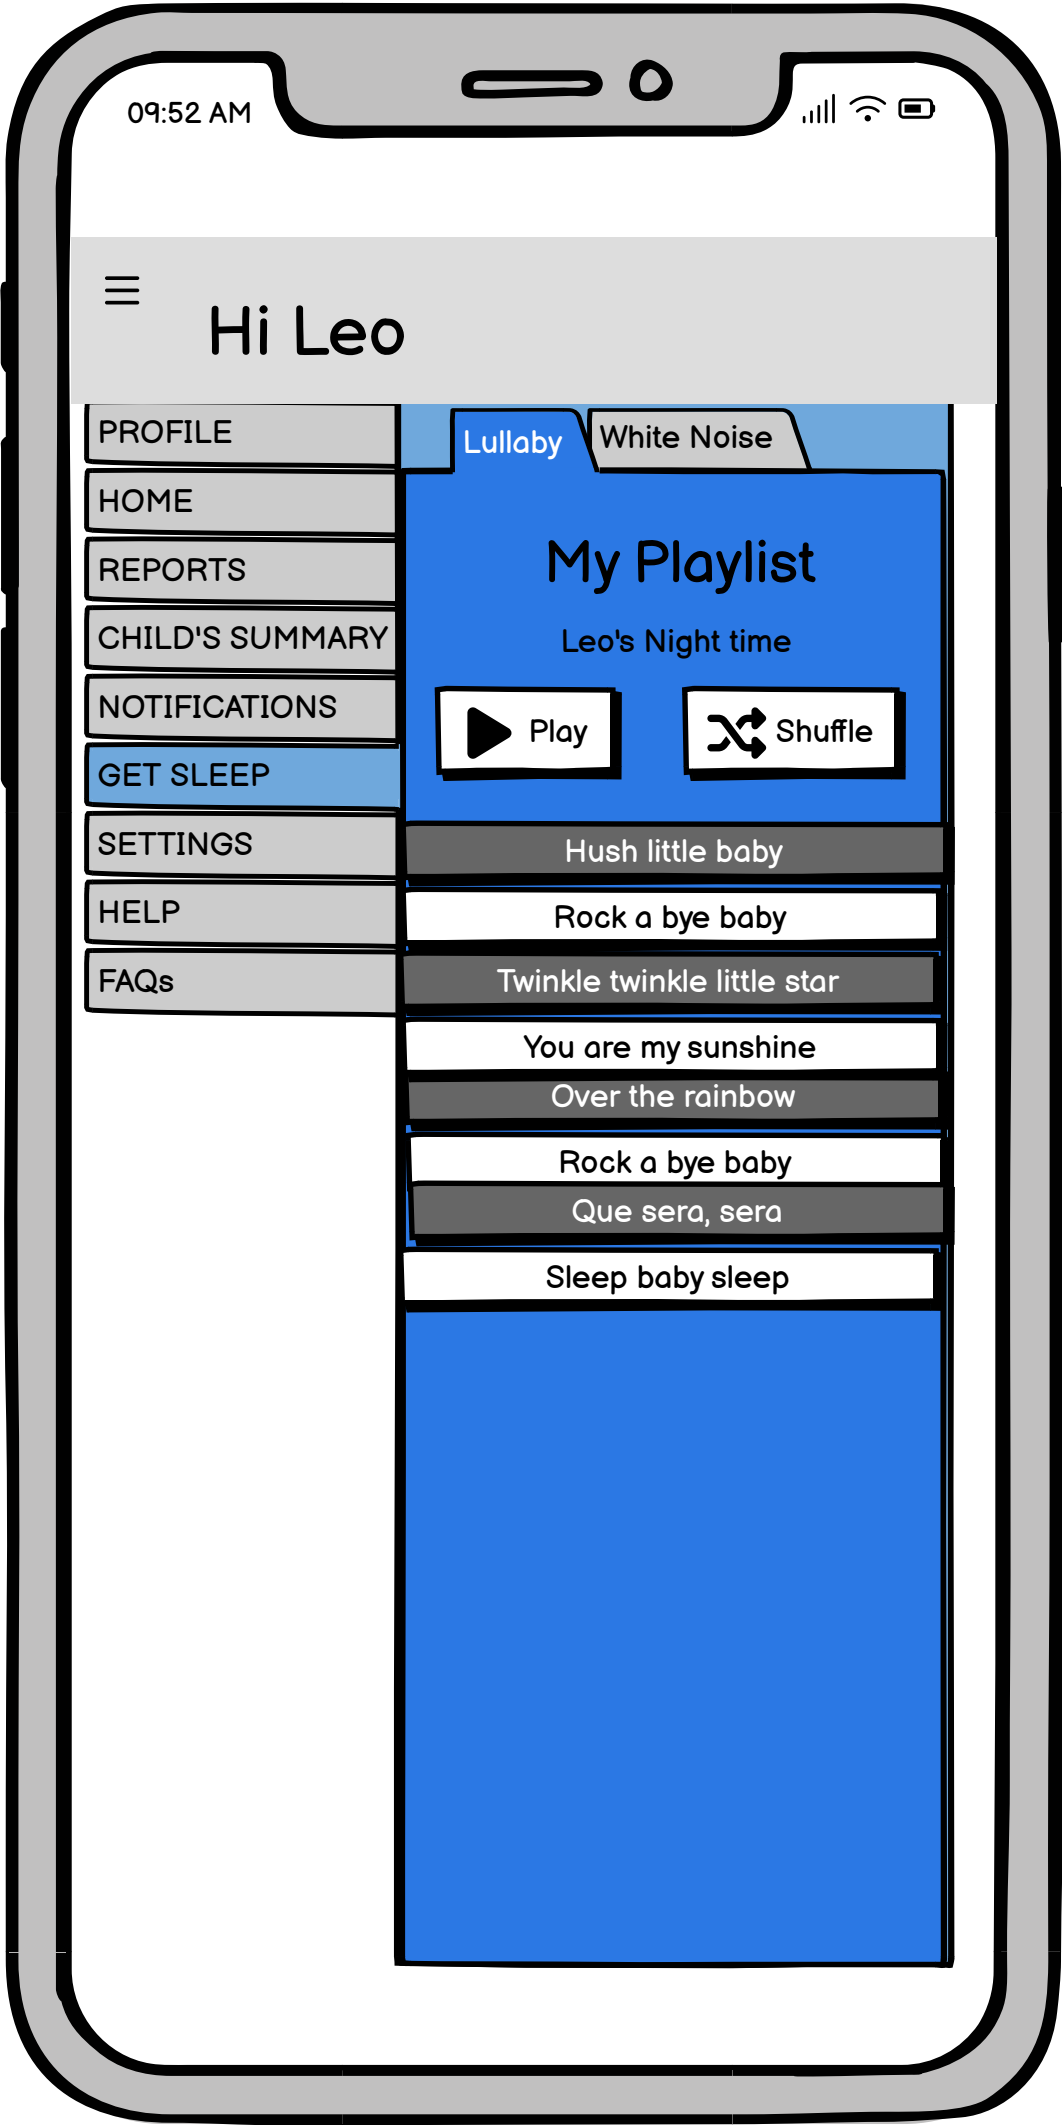 09:52 AM
Hi Leo
PROFILE
HOME
REPORTS
CHILD'S SUMMARY
NOTIFICATIONS
GET SLEEP
SETTINGS
HELP
FAQs
Lullaby
White Noise
My Playlist
Leo's Night time
Play
Shuffle
Hush little baby
Rock a bye baby
Twinkle twinkle little star
You are my sunshine
Over the rainbow
Rock a bye baby
Que sera, sera
Sleep baby sleep